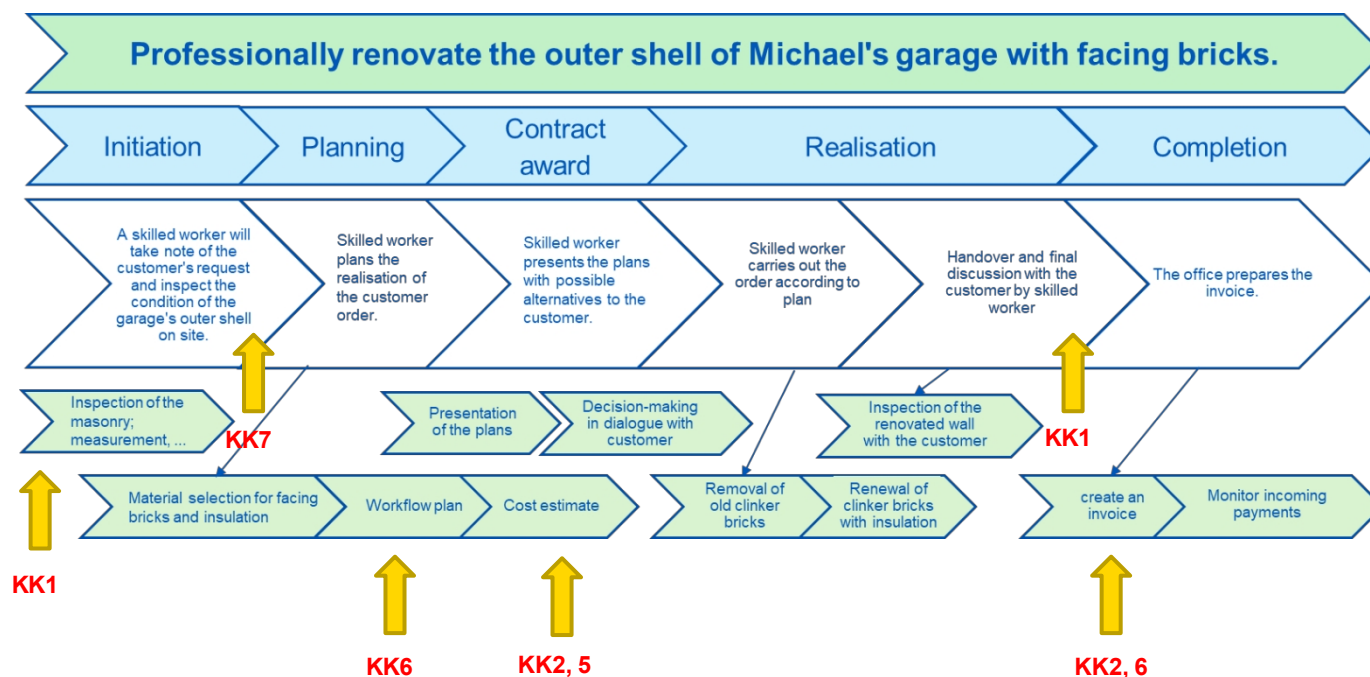 Professionally renovate the outer shell of Michael's garage with facing bricks.
Initiation
Planning
Contract
award
Realisation
Completion
A skilled worker will
take note of the
customer's request
and inspect the
condition of the
garage's outer shell
on site.
Skilled worker
plans the
realisation of
the customer
order.
Skilled worker
presents the plans
with possible
alternatives to the
customer.
Skilled worker
carries out the
order according to
plan
Handover and final
discussion with the
customer by skilled
worker
The office prepares the
invoice.
Inspection of the
masonry;
measurement, ...
KK7
Presentation
of the plans
Decision-making
in dialogue with
customer
Inspection of the
renovated wall
with the customer
KK1
Material selection for facing
bricks and insulation
Workflow plan
Cost estimate
Removal of
old clinker
bricks
Renewal of
clinker bricks
with insulation
create an
invoice
Monitor incoming
payments
KK1
KK6
KK2, 5
KK2, 6